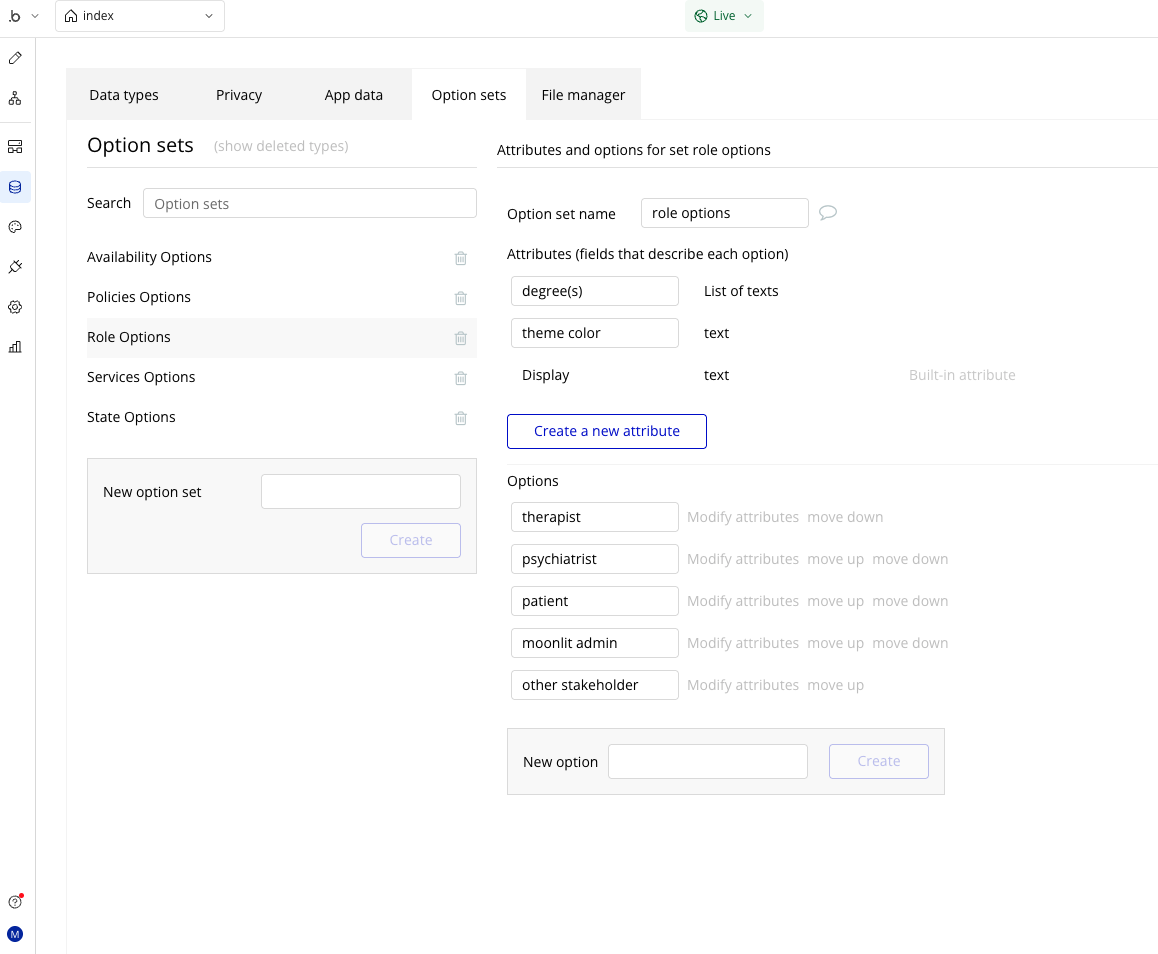 b
index
Live
Data types
Privacy
App data
Option sets
File manager
Option sets (show deleted types)
Search Option sets
Availability Options
Policies Options
Role Options
Services Options
State Options
New option set
Create
Attributes and options for set role options
Option set name role options
Attributes (fields that describe each option)
degree(s) List of texts
theme color text
Display text Built-in attribute
Create a new attribute
Options
therapist Modify attributes move down
psychiatrist Modify attributes move up move down
patient Modify attributes move up move down
moonlit admin Modify attributes move up move down
other stakeholder Modify attributes move up
New option Create
M